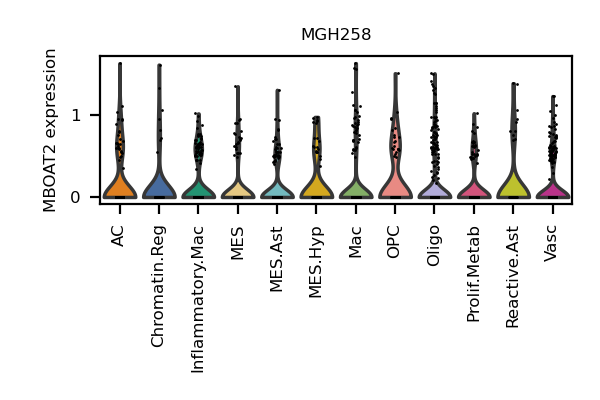 MGH258
MBOAT2 expression
1
0
AC
Chromatin.Reg
Inflammatory.Mac
MES
MES.Ast
MES.Hyp
Mac
OPC
Oligo
Prolif.Metab
Reactive.Ast
Vasc